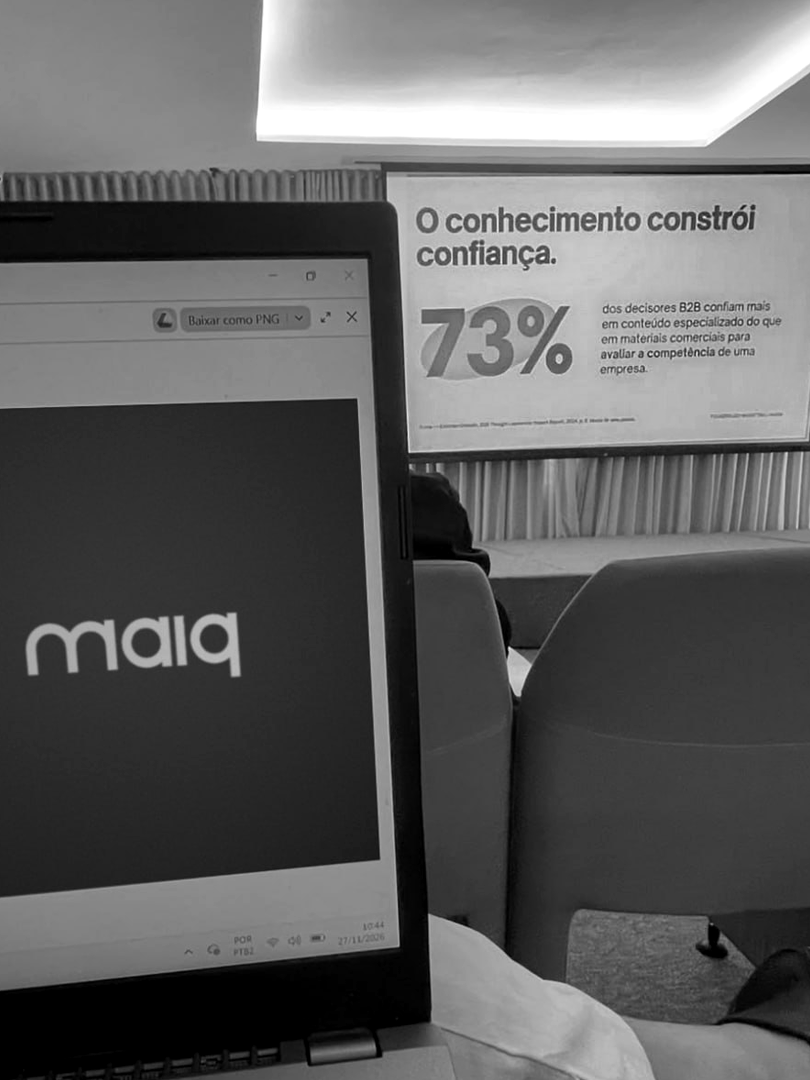 Baixar como PNG
maiq
10:44
POR
PTB2
27/11/2026
O conhecimento constrói
confiança.
73%
dos decisores B2B confiam mais
em conteúdo especializado do que
em materiais comerciais para
avaliar a competência de uma
empresa.